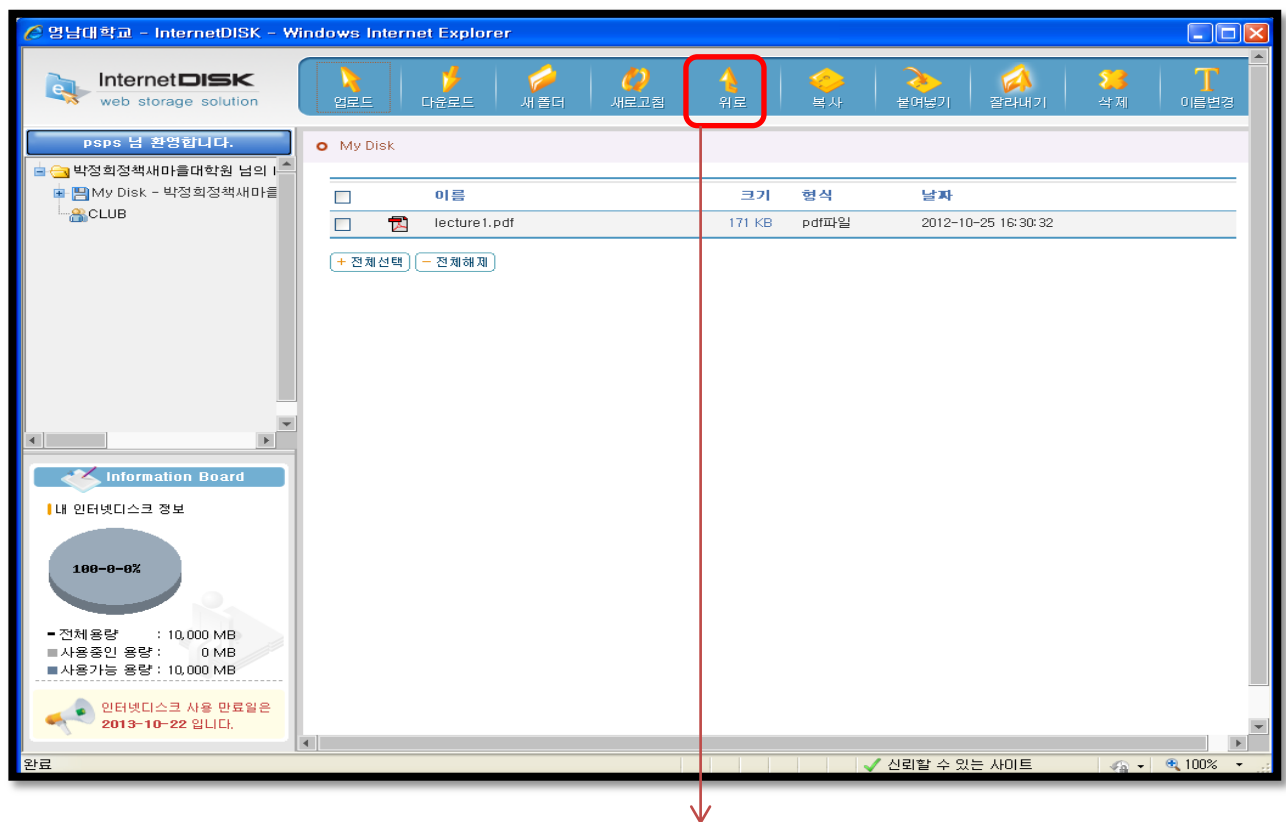 영남대학교 - InternetDISK - Windows Internet Explorer
InternetDISK
web storage solution
업로드 다운로드 새폴더 새로고침 위로 복사 붙여넣기 잘라내기 삭제 이름변경
psps 님 환영합니다.
박정희정책새마을대학원 님의
My Disk - 박정희정책새마을
CLUB
My Disk
이름 크기 형식 날짜
lecture1.pdf 171 KB pdf파일 2012-10-25 16:30:32
+ 전체선택 - 전체해제
Information Board
내 인터넷디스크 정보
100-0-0%
전체용량 : 10,000 MB
사용중인 용량 : 0 MB
사용가능 용량 : 10,000 MB
인터넷디스크 사용 만료일은
2013-10-22 입니다.
완료 신뢰할 수 있는 사이트 100%